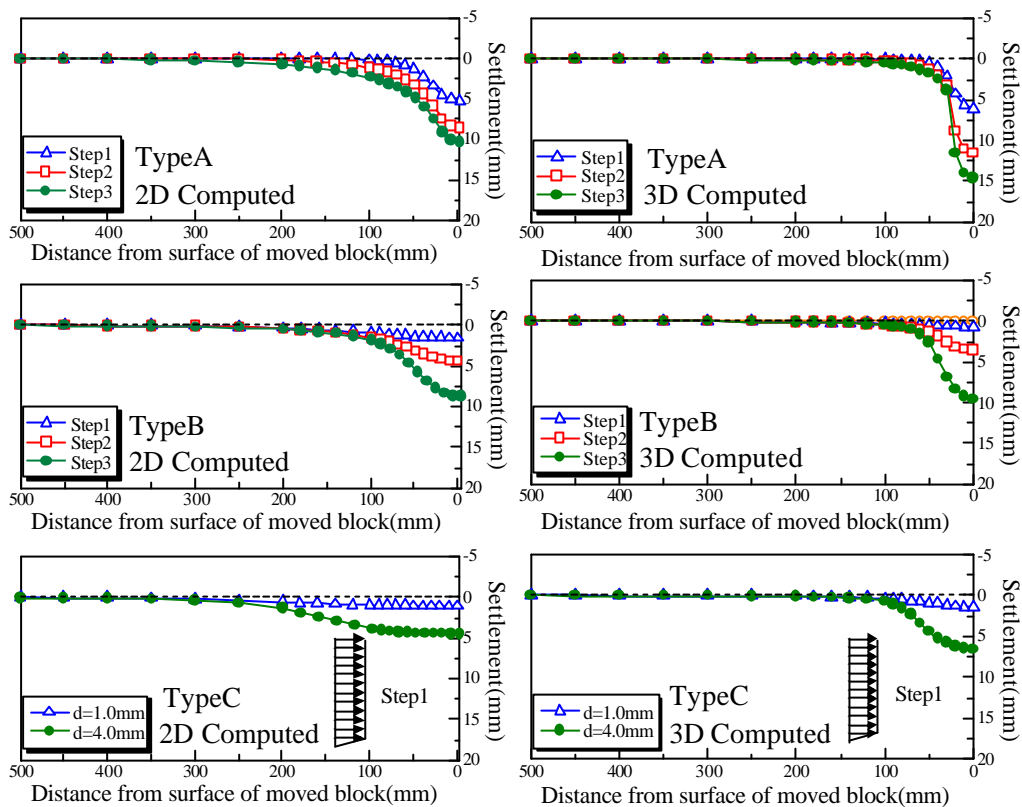 -5
0
5
10
15
20
Settlement(mm)
Step1
Step2
Step3
TypeA
2D Computed
500 400 300 200 100 0
Distance from surface of moved block(mm)
-5
0
5
10
15
20
Settlement(mm)
Step1
Step2
Step3
TypeA
3D Computed
500 400 300 200 100 0
Distance from surface of moved block(mm)
-5
0
5
10
15
20
Settlement(mm)
Step1
Step2
Step3
TypeB
2D Computed
500 400 300 200 100 0
Distance from surface of moved block(mm)
-5
0
5
10
15
20
Settlement(mm)
Step1
Step2
Step3
TypeB
3D Computed
500 400 300 200 100 0
Distance from surface of moved block(mm)
-5
0
5
10
15
20
Settlement(mm)
d=1.0mm
d=4.0mm
TypeC
2D Computed
Step1
500 400 300 200 100 0
Distance from surface of moved block(mm)
-5
0
5
10
15
20
Settlement(mm)
d=1.0mm
d=4.0mm
TypeC
3D Computed
Step1
500 400 300 200 100 0
Distance from surface of moved block(mm)